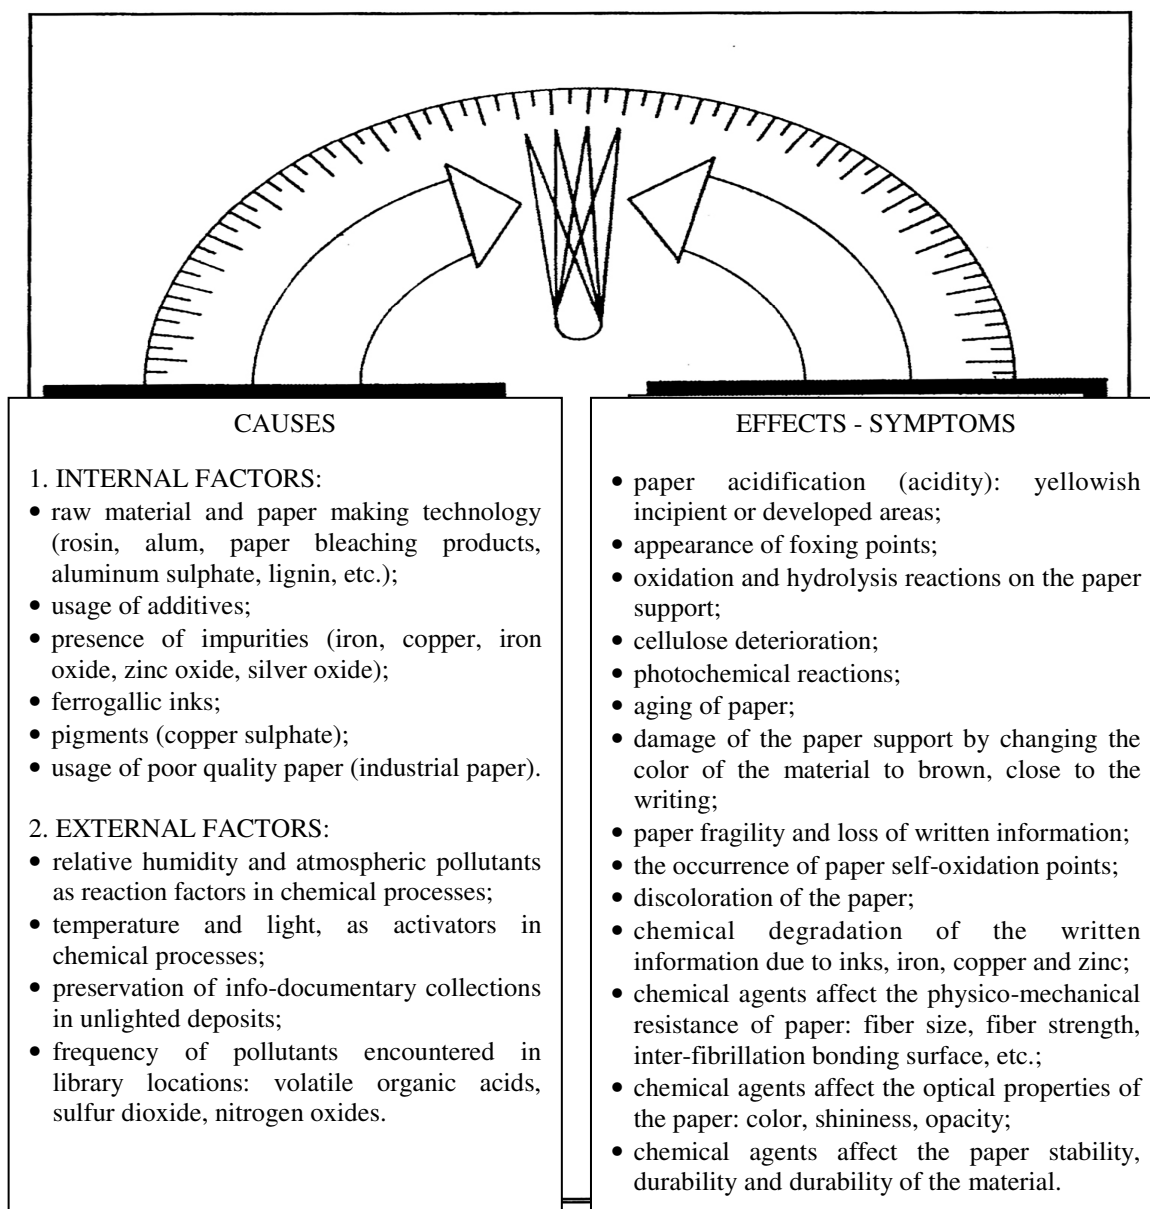 CAUSES
1. INTERNAL FACTORS:
• raw material and paper making technology
(rosin, alum, paper bleaching products,
aluminum sulphate, lignin, etc.);
• usage of additives;
• presence of impurities (iron, copper, iron
oxide, zinc oxide, silver oxide);
• ferrogallic inks;
• pigments (copper sulphate);
• usage of poor quality paper (industrial paper).
2. EXTERNAL FACTORS:
• relative humidity and atmospheric pollutants
as reaction factors in chemical processes;
• temperature and light, as activators in
chemical processes;
• preservation of info-documentary collections
in unlighted deposits;
• frequency of pollutants encountered in
library locations: volatile organic acids,
sulfur dioxide, nitrogen oxides.
EFFECTS - SYMPTOMS
• paper acidification (acidity): yellowish
incipient or developed areas;
• appearance of foxing points;
• oxidation and hydrolysis reactions on the paper
support;
• cellulose deterioration;
• photochemical reactions;
• aging of paper;
• damage of the paper support by changing the
color of the material to brown, close to the
writing;
• paper fragility and loss of written information;
• the occurrence of paper self-oxidation points;
• discoloration of the paper;
• chemical degradation of the written
information due to inks, iron, copper and zinc;
• chemical agents affect the physico-mechanical
resistance of paper: fiber size, fiber strength,
inter-fibrillation bonding surface, etc.;
• chemical agents affect the optical properties of
the paper: color, shininess, opacity;
• chemical agents affect the paper stability,
durability and durability of the material.